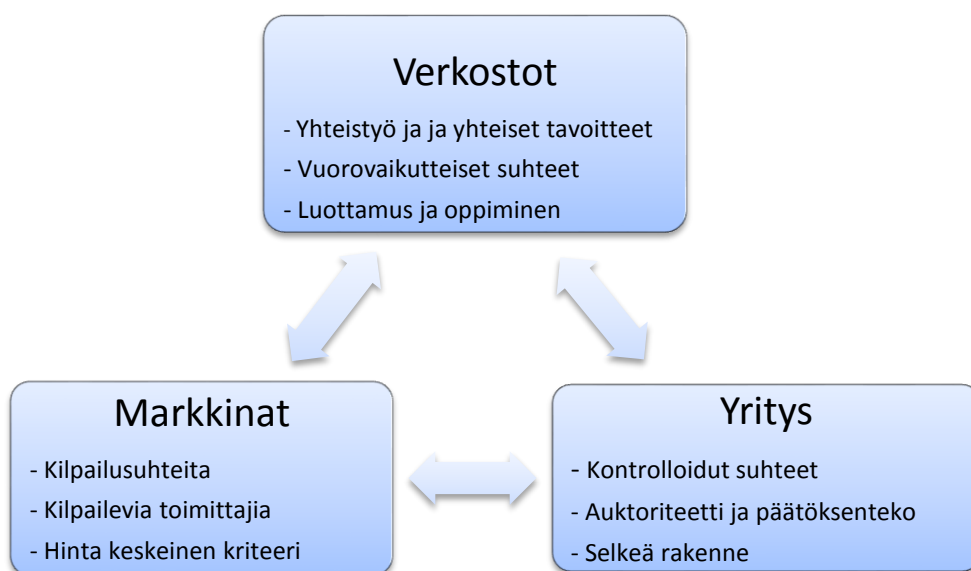 Verkostot
- Yhteistyö ja ja yhteiset tavoitteet
- Vuorovaikutteiset suhteet
- Luottamus ja oppiminen
Markkinat
- Kilpailusuhteita
- Kilpailevia toimittajia
- Hinta keskeinen kriteeri
Yritys
- Kontrolloidut suhteet
- Auktoriteetti ja päätöksenteko
- Selkeä rakenne